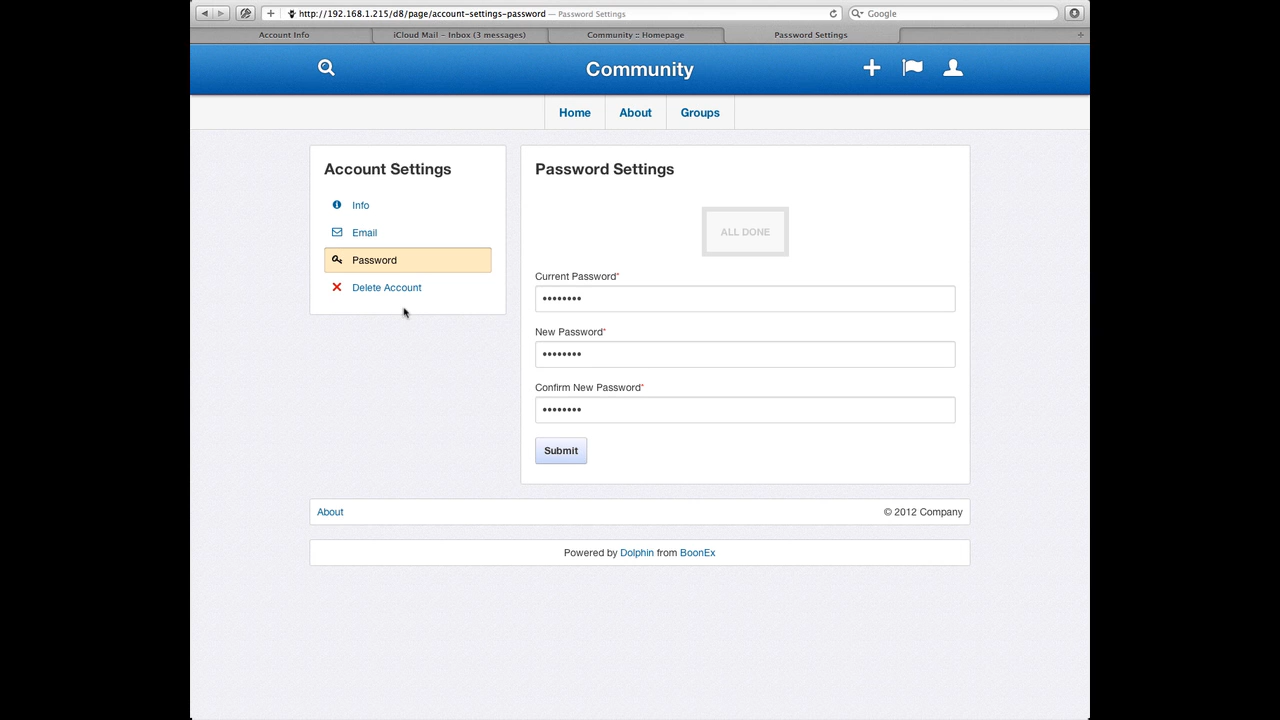 http://192.168.1.215/d8/page/account-settings-password — Password Settings
Google
Account Info
iCloud Mail – Inbox (3 messages)
Community :: Homepage
Password Settings
Community
Home
About
Groups
Account Settings
Info
Email
Password
Delete Account
Password Settings
ALL DONE
Current Password*
••••••••
New Password*
••••••••
Confirm New Password*
••••••••
Submit
About
© 2012 Company
Powered by Dolphin from BoonEx